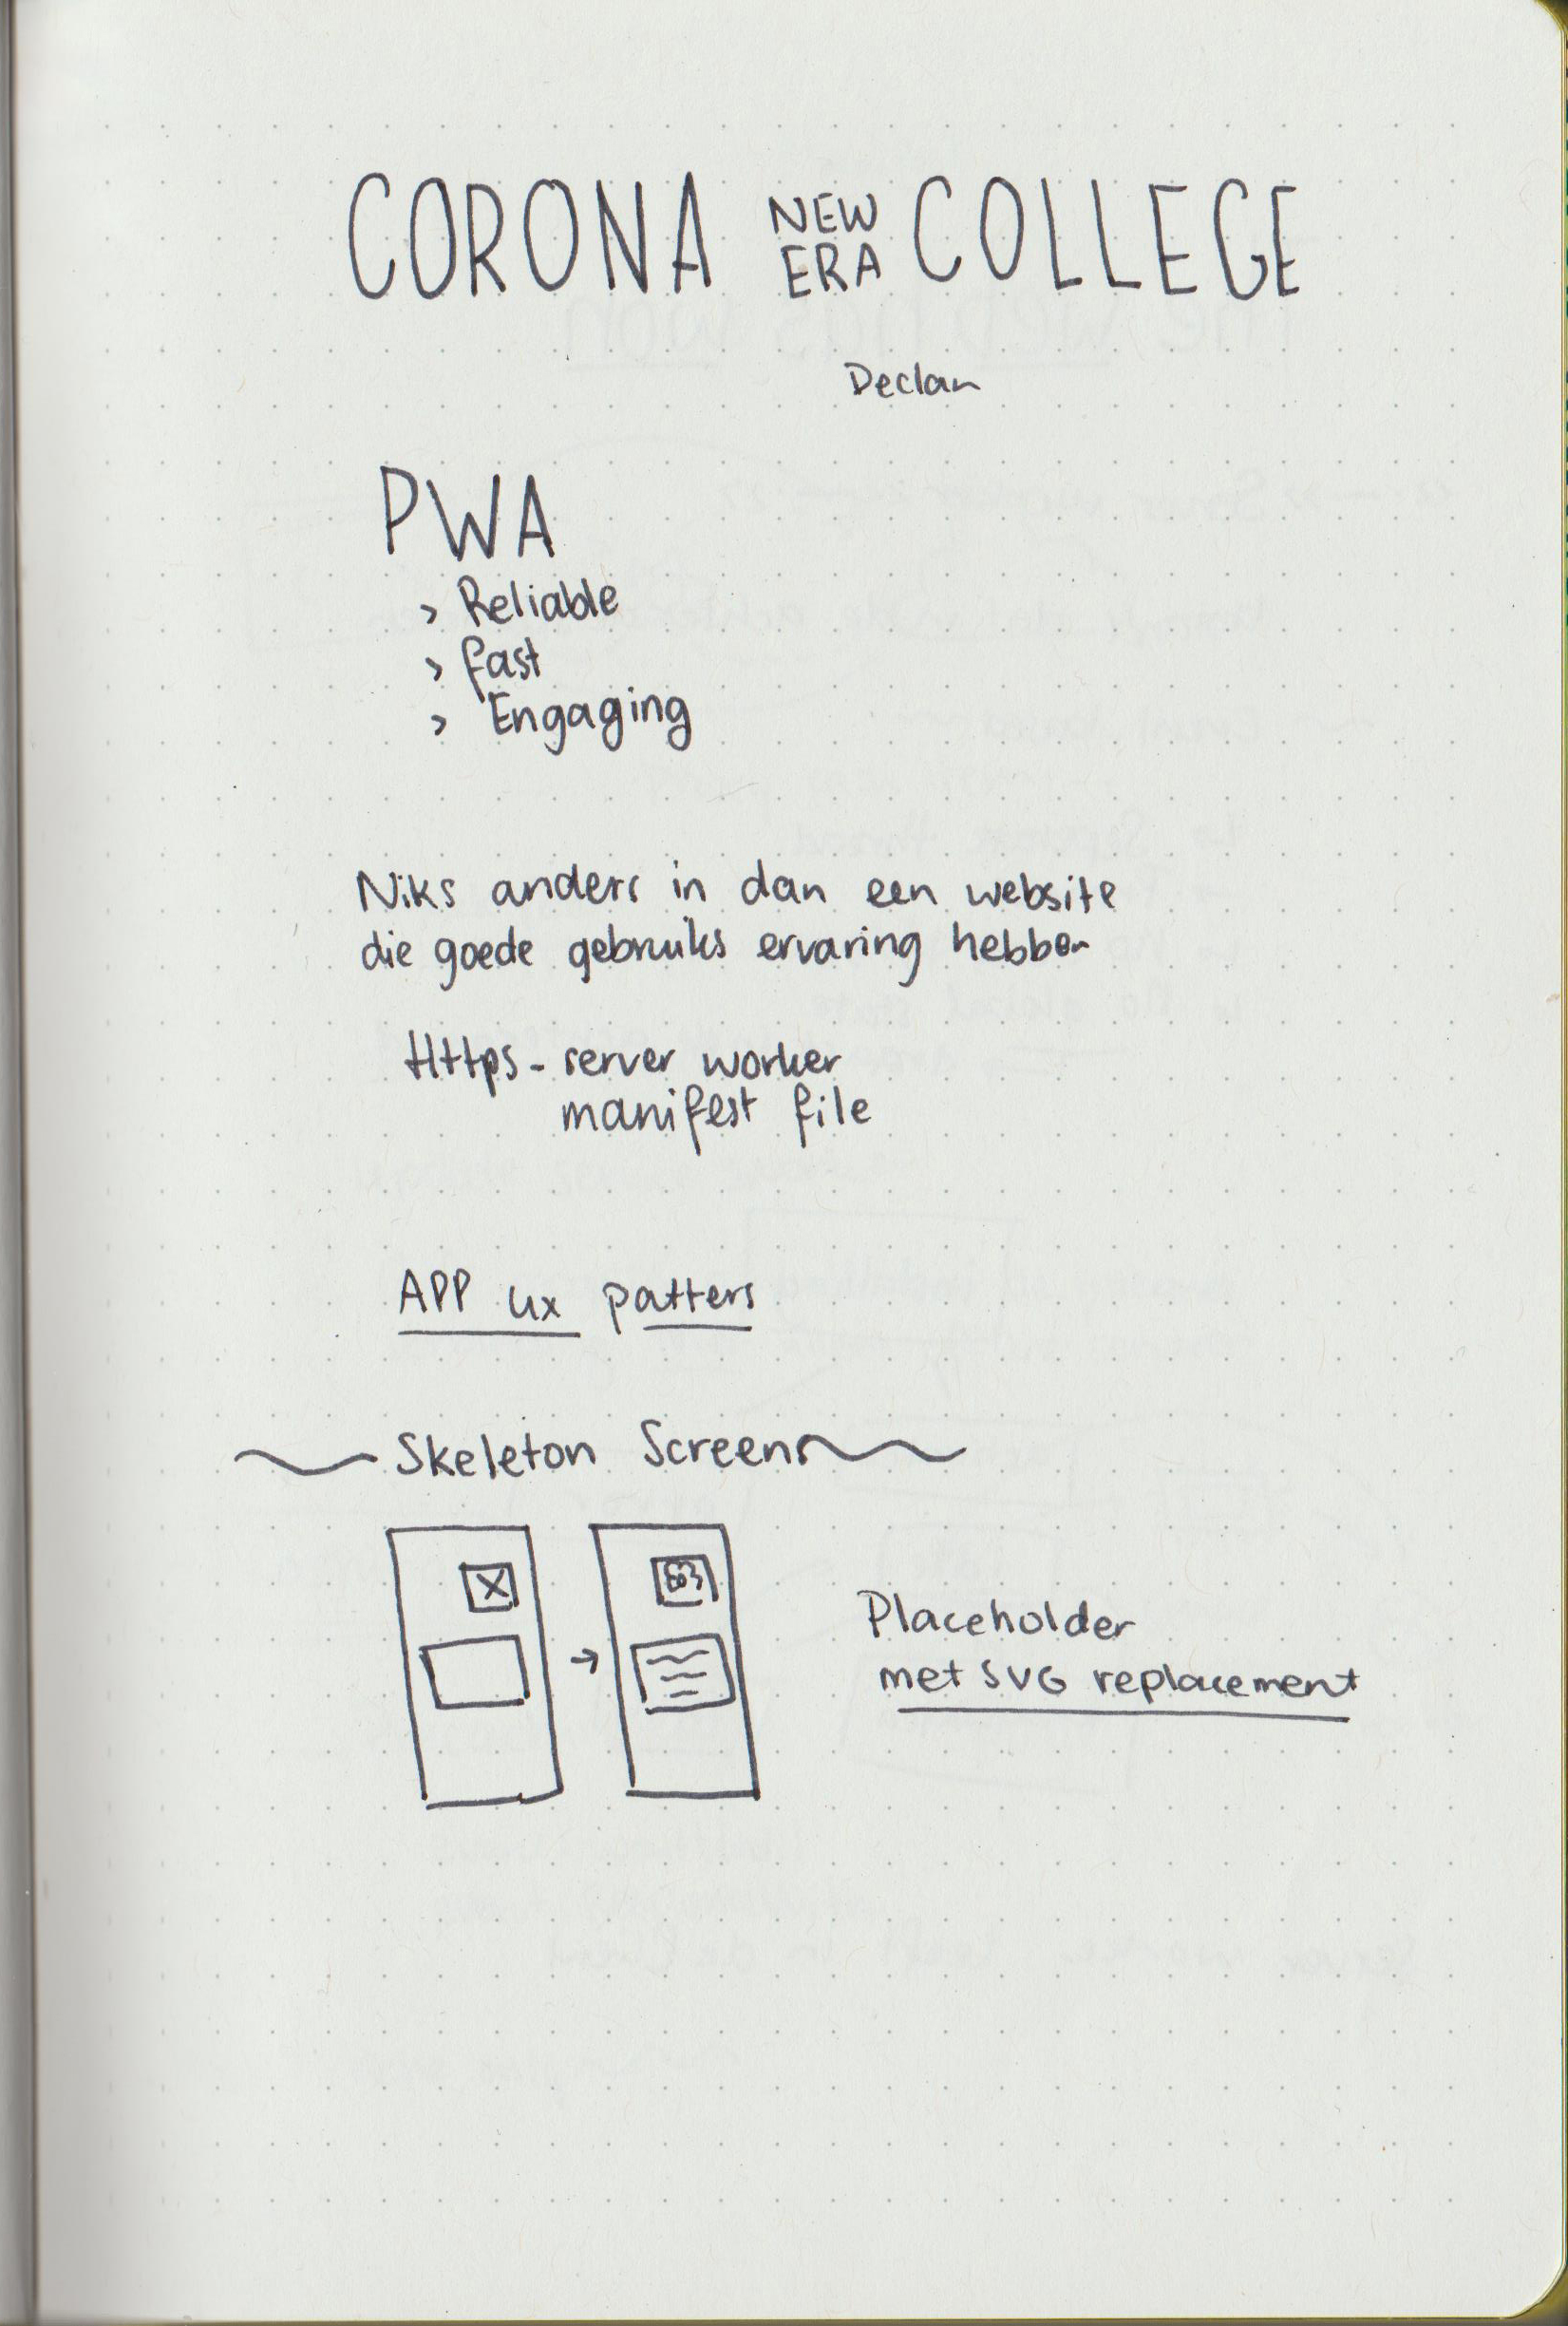 CORONA NEW ERA COLLEGE
Declan
PWA
> Reliable
> fast
> Engaging
Niks anders in dan een website
die goede gebruiks ervaring hebben
Https - server worker
manifest file
APP ux patters
Skeleton Screens
Placeholder
met SVG replacement